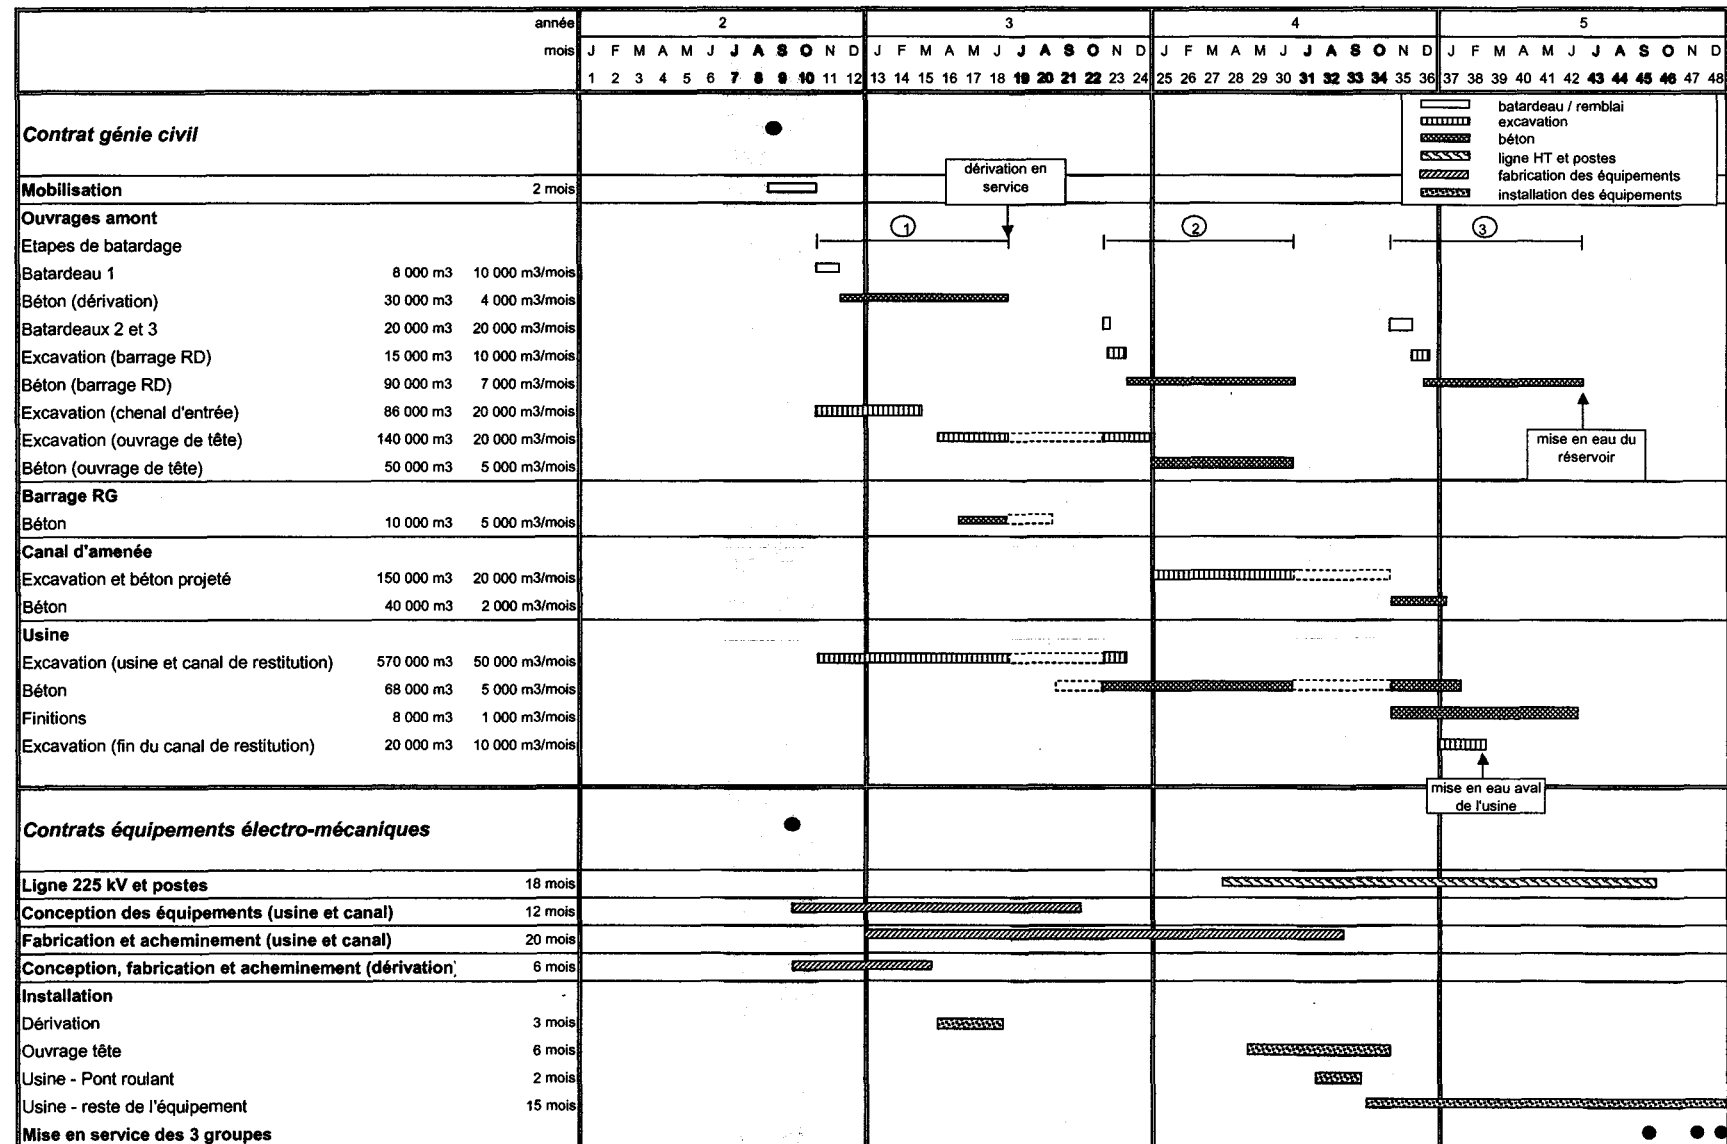 année 2 3 4 5
mois J F M A M J J A S O N D J F M A M J J A S O N D J F M A M J J A S O N D J F M A M J J A S O N D
1 2 3 4 5 6 7 8 9 10 11 12 13 14 15 16 17 18 19 20 21 22 23 24 25 26 27 28 29 30 31 32 33 34 35 36 37 38 39 40 41 42 43 44 45 46 47 48
batardeau / remblai
excavation
béton
ligne HT et postes
fabrication des équipements
installation des équipements
Contrat génie civil
dérivation en
service
Mobilisation 2 mois
Ouvrages amont
Etapes de batardage 1 2 3
Batardeau 1 8 000 m3 10 000 m3/mois
Béton (dérivation) 30 000 m3 4 000 m3/mois
Batardeaux 2 et 3 20 000 m3 20 000 m3/mois
Excavation (barrage RD) 15 000 m3 10 000 m3/mois
Béton (barrage RD) 90 000 m3 7 000 m3/mois
Excavation (chenal d'entrée) 86 000 m3 20 000 m3/mois
Excavation (ouvrage de tête) 140 000 m3 20 000 m3/mois
mise en eau du
réservoir
Béton (ouvrage de tête) 50 000 m3 5 000 m3/mois
Barrage RG
Béton 10 000 m3 5 000 m3/mois
Canal d'amenée
Excavation et béton projeté 150 000 m3 20 000 m3/mois
Béton 40 000 m3 2 000 m3/mois
Usine
Excavation (usine et canal de restitution) 570 000 m3 50 000 m3/mois
Béton 68 000 m3 5 000 m3/mois
Finitions 8 000 m3 1 000 m3/mois
Excavation (fin du canal de restitution) 20 000 m3 10 000 m3/mois
mise en eau aval
de l'usine
Contrats équipements électro-mécaniques
Ligne 225 kV et postes 18 mois
Conception des équipements (usine et canal) 12 mois
Fabrication et acheminement (usine et canal) 20 mois
Conception, fabrication et acheminement (dérivation) 6 mois
Installation
Dérivation 3 mois
Ouvrage tête 6 mois
Usine - Pont roulant 2 mois
Usine - reste de l'équipement 15 mois
Mise en service des 3 groupes